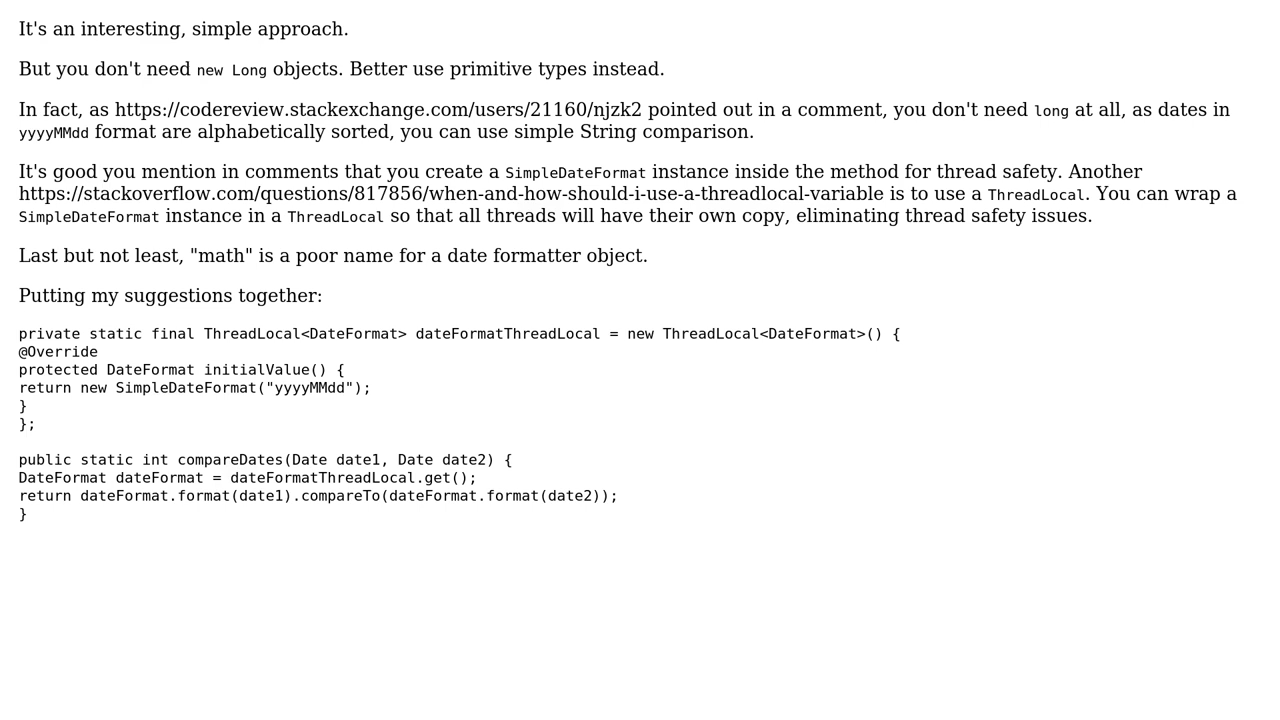 It's an interesting, simple approach.
But you don't need new Long objects. Better use primitive types instead.
In fact, as https://codereview.stackexchange.com/users/21160/njzk2 pointed out in a comment, you don't need long at all, as dates in
yyyyMMdd format are alphabetically sorted, you can use simple String comparison.
It's good you mention in comments that you create a SimpleDateFormat instance inside the method for thread safety. Another
https://stackoverflow.com/questions/817856/when-and-how-should-i-use-a-threadlocal-variable is to use a ThreadLocal. You can wrap a
SimpleDateFormat instance in a ThreadLocal so that all threads will have their own copy, eliminating thread safety issues.
Last but not least, "math" is a poor name for a date formatter object.
Putting my suggestions together:
private static final ThreadLocal<DateFormat> dateFormatThreadLocal = new ThreadLocal<DateFormat>() {
@Override
protected DateFormat initialValue() {
return new SimpleDateFormat("yyyyMMdd");
}
};
public static int compareDates(Date date1, Date date2) {
DateFormat dateFormat = dateFormatThreadLocal.get();
return dateFormat.format(date1).compareTo(dateFormat.format(date2));
}